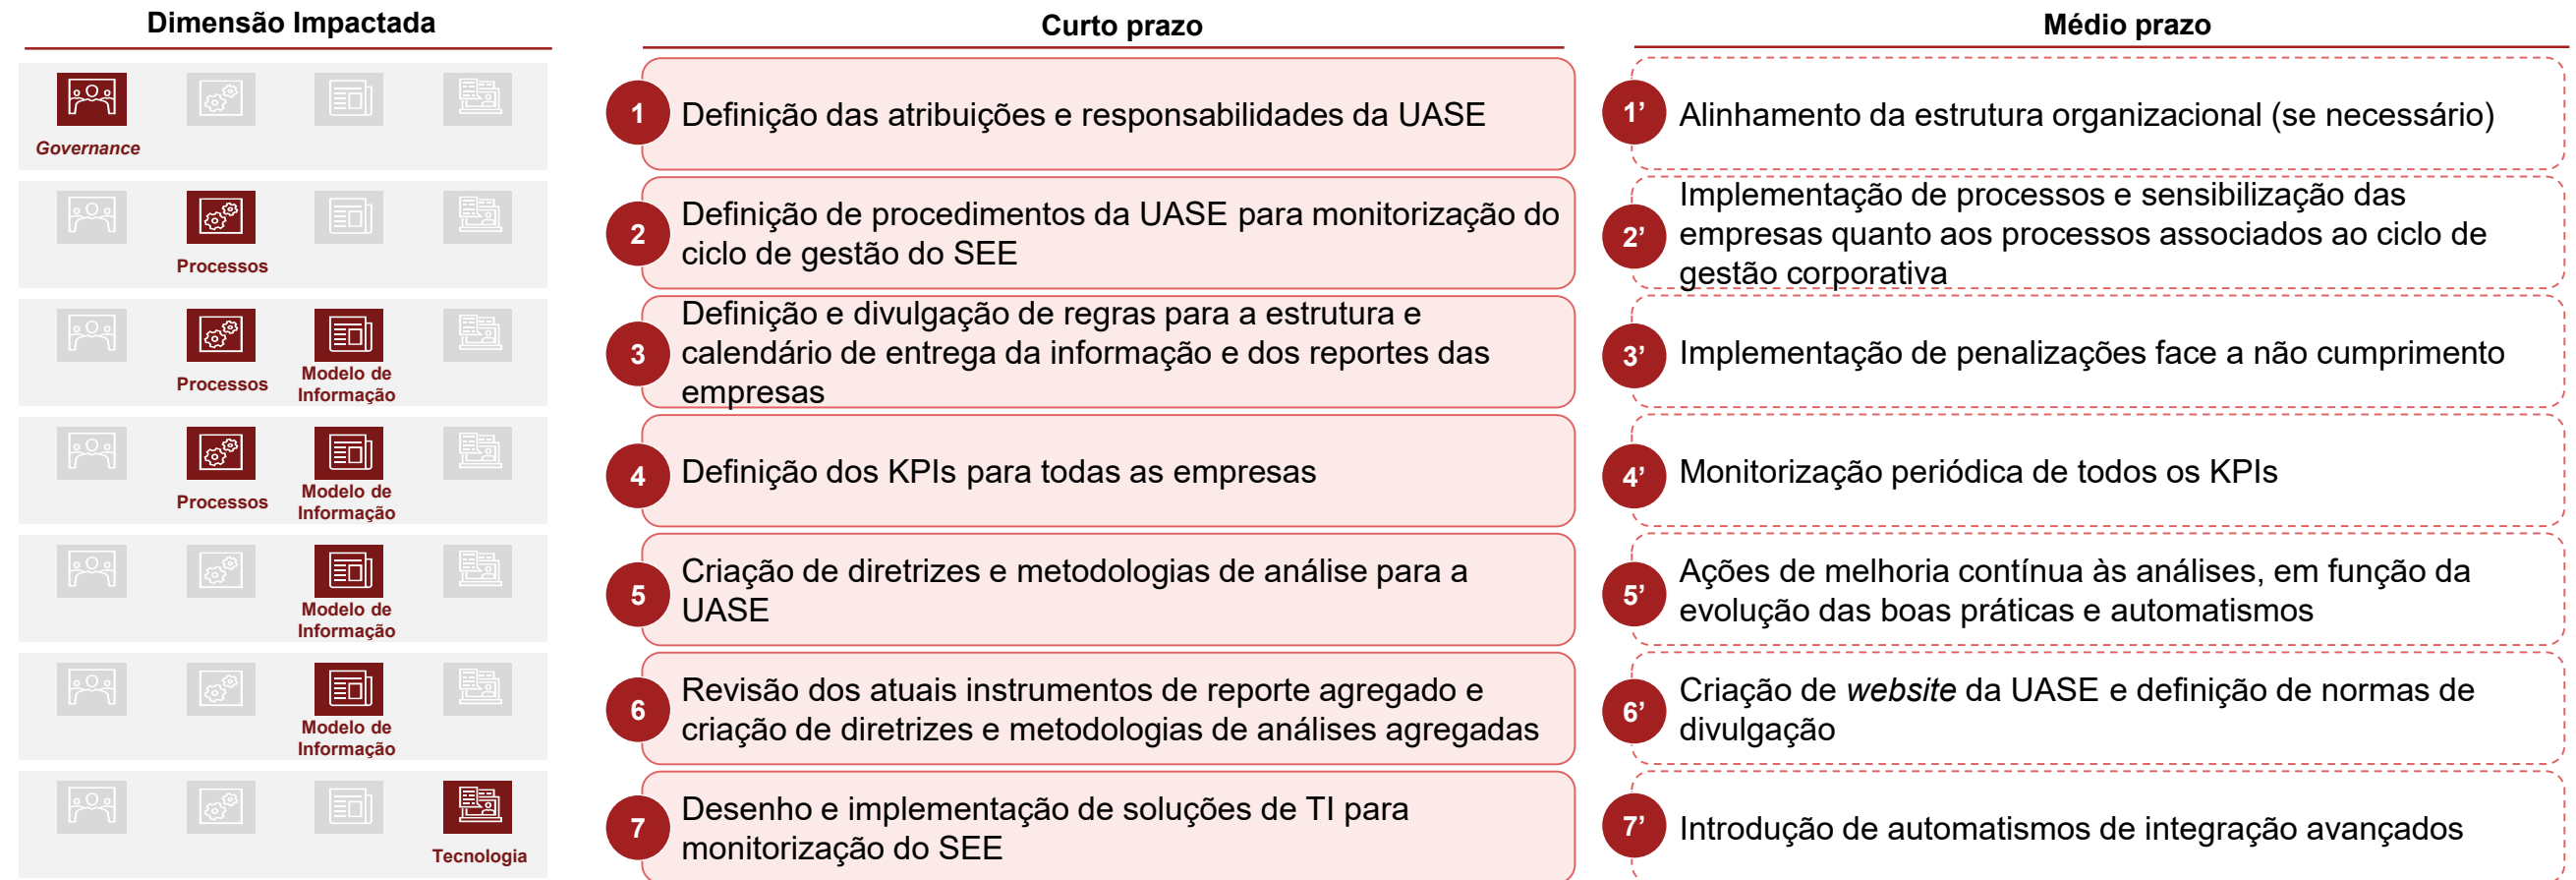 Dimensão Impactada
Curto prazo
Médio prazo
Governance
1
Definição das atribuições e responsabilidades da UASE
1’
Alinhamento da estrutura organizacional (se necessário)
Processos
2
Definição de procedimentos da UASE para monitorização do
ciclo de gestão do SEE
2’
Implementação de processos e sensibilização das
empresas quanto aos processos associados ao ciclo de
gestão corporativa
Processos
Modelo de
Informação
3
Definição e divulgação de regras para a estrutura e
calendário de entrega da informação e dos reportes das
empresas
3’
Implementação de penalizações face a não cumprimento
Processos
Modelo de
Informação
4
Definição dos KPIs para todas as empresas
4’
Monitorização periódica de todos os KPIs
Modelo de
Informação
5
Criação de diretrizes e metodologias de análise para a
UASE
5’
Ações de melhoria contínua às análises, em função da
evolução das boas práticas e automatismos
Modelo de
Informação
6
Revisão dos atuais instrumentos de reporte agregado e
criação de diretrizes e metodologias de análises agregadas
6’
Criação de website da UASE e definição de normas de
divulgação
Tecnologia
7
Desenho e implementação de soluções de TI para
monitorização do SEE
7’
Introdução de automatismos de integração avançados